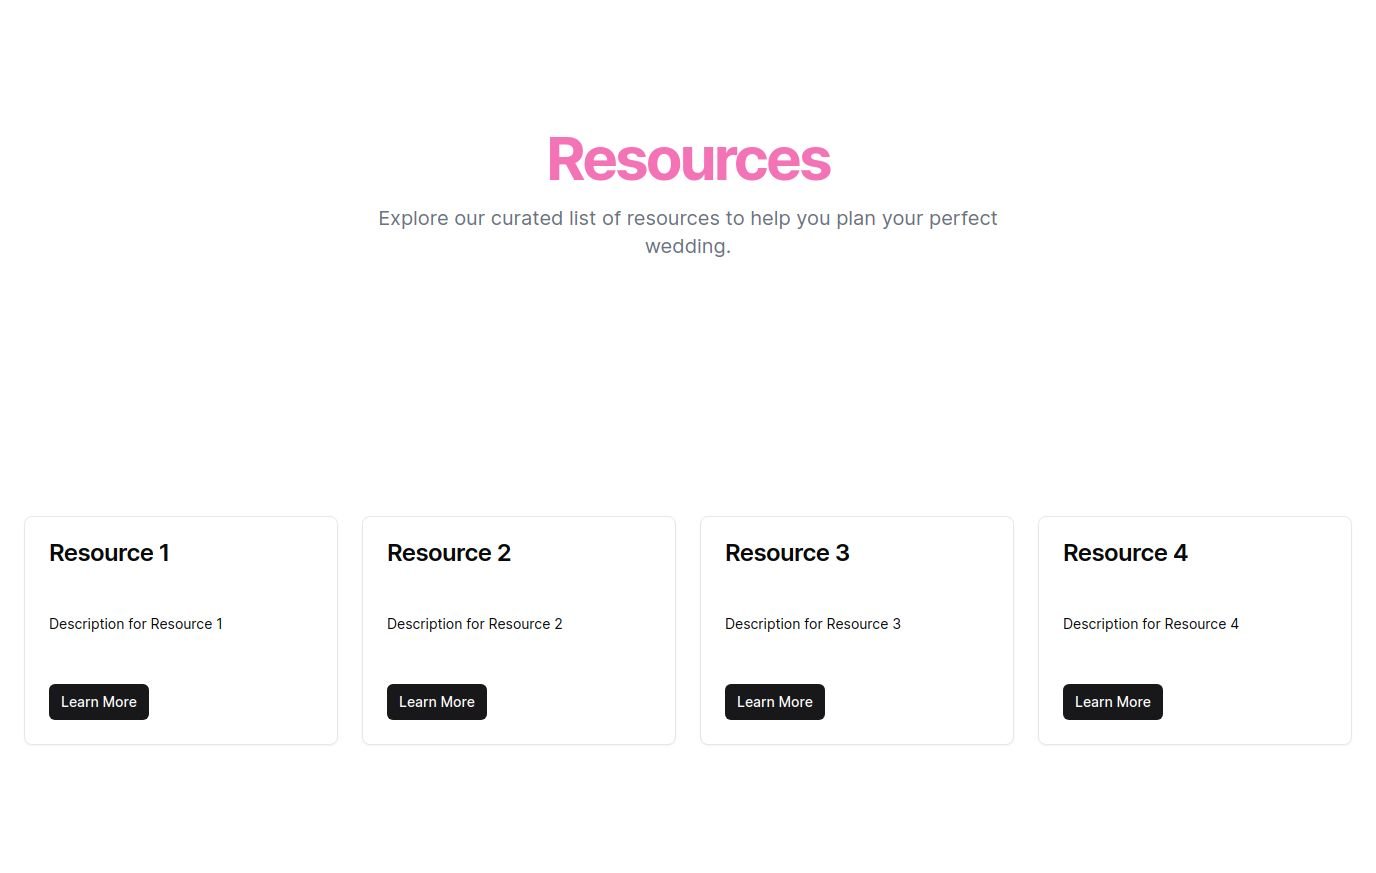 Resources
Explore our curated list of resources to help you plan your perfect
wedding.
Resource 1
Description for Resource 1
Learn More
Resource 2
Description for Resource 2
Learn More
Resource 3
Description for Resource 3
Learn More
Resource 4
Description for Resource 4
Learn More